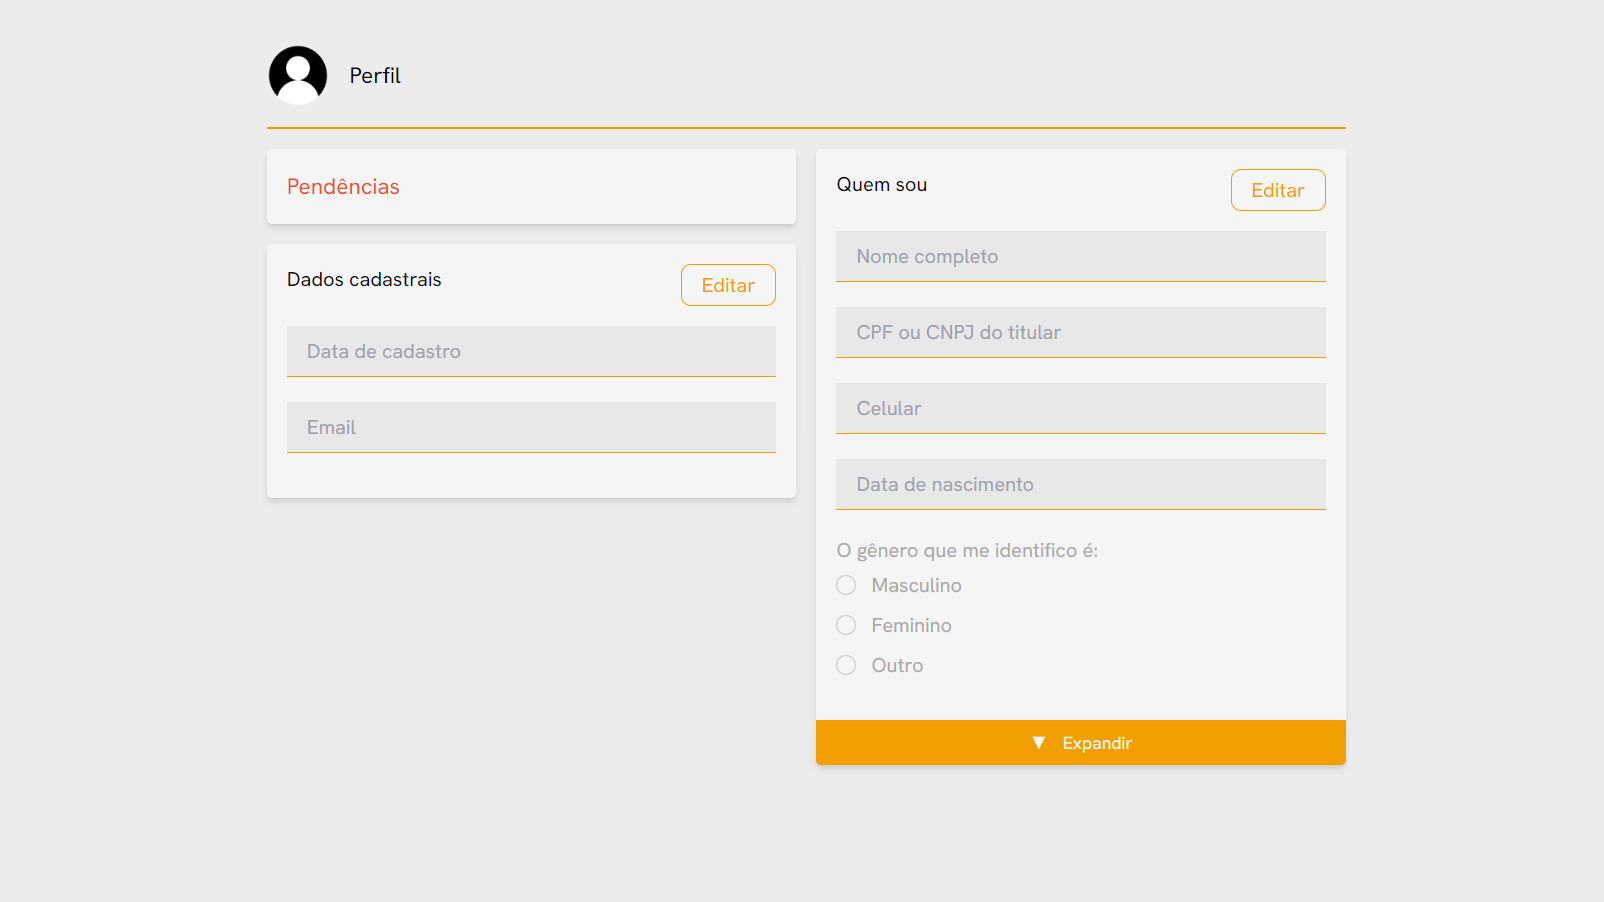 Perfil
Pendências
Dados cadastrais
Editar
Data de cadastro
Email
Quem sou
Editar
Nome completo
CPF ou CNPJ do titular
Celular
Data de nascimento
O gênero que me identifico é:
Masculino
Feminino
Outro
▼ Expandir